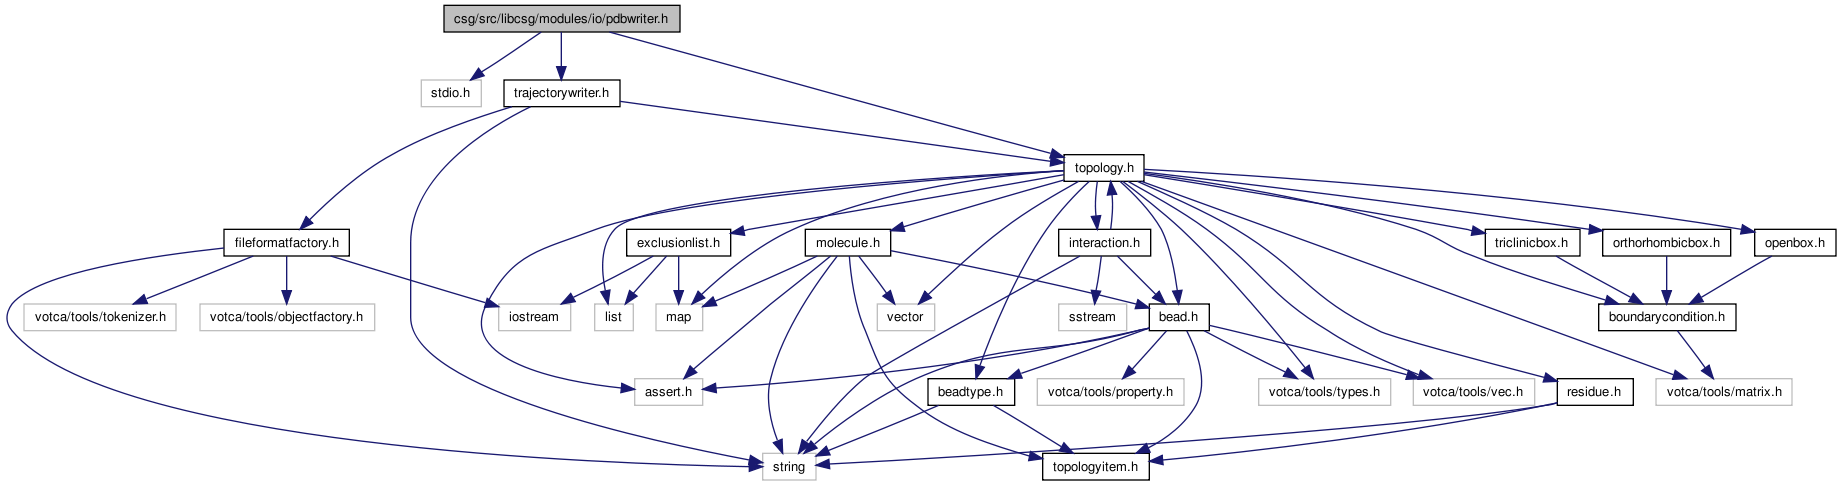 csg/src/libcsg/modules/io/pdbwriter.h
stdio.h
trajectorywriter.h
topology.h
fileformatfactory.h
exclusionlist.h
molecule.h
interaction.h
triclinicbox.h
orthorhombicbox.h
openbox.h
votca/tools/tokenizer.h
votca/tools/objectfactory.h
iostream
list
map
vector
sstream
bead.h
boundarycondition.h
assert.h
beadtype.h
votca/tools/property.h
votca/tools/types.h
votca/tools/vec.h
residue.h
votca/tools/matrix.h
string
topologyitem.h